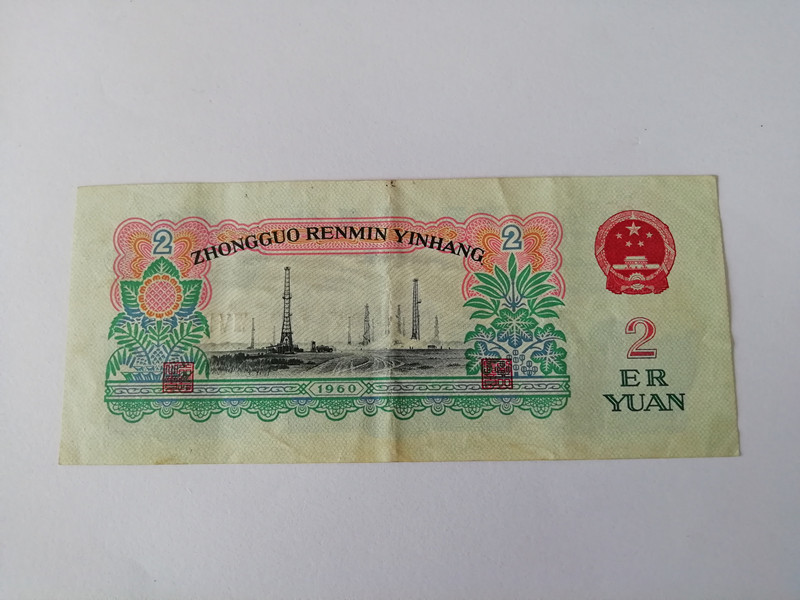 2
ZHONGGUO RENMIN YINHANG
2
1960
2
ER
YUAN